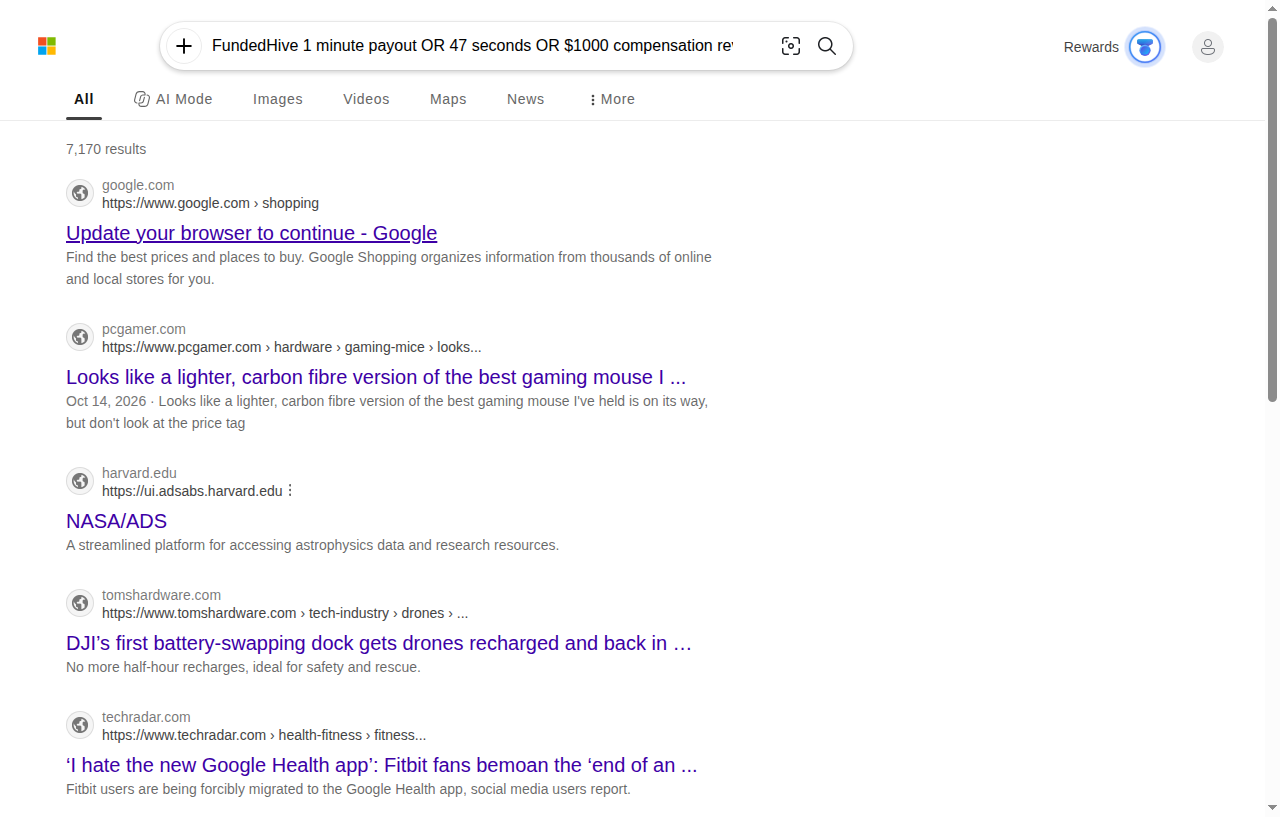 FundedHive 1 minute payout OR 47 seconds OR $1000 compensation re
Rewards
All
AI Mode
Images
Videos
Maps
News
More
7,170 results
google.com
https://www.google.com › shopping
Update your browser to continue - Google
Find the best prices and places to buy. Google Shopping organizes information from thousands of online
and local stores for you.
pcgamer.com
https://www.pcgamer.com › hardware › gaming-mice › looks...
Looks like a lighter, carbon fibre version of the best gaming mouse I ...
Oct 14, 2026 · Looks like a lighter, carbon fibre version of the best gaming mouse I've held is on its way,
but don't look at the price tag
harvard.edu
https://ui.adsabs.harvard.edu
NASA/ADS
A streamlined platform for accessing astrophysics data and research resources.
tomshardware.com
https://www.tomshardware.com › tech-industry › drones › ...
DJI’s first battery-swapping dock gets drones recharged and back in …
No more half-hour recharges, ideal for safety and rescue.
techradar.com
https://www.techradar.com › health-fitness › fitness...
‘I hate the new Google Health app’: Fitbit fans bemoan the ‘end of an ...
Fitbit users are being forcibly migrated to the Google Health app, social media users report.